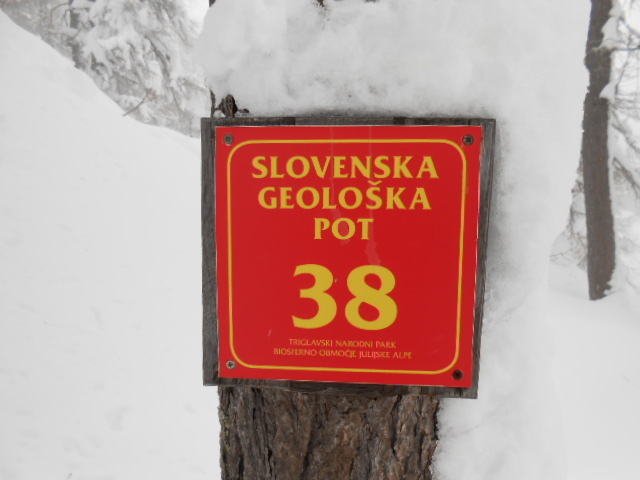 SLOVENSKA
GEOLOŠKA
POT
38
TRIGLAVSKI NARODNI PARK
BIOSFERNO OBMOČJE JULIJSKE ALPE